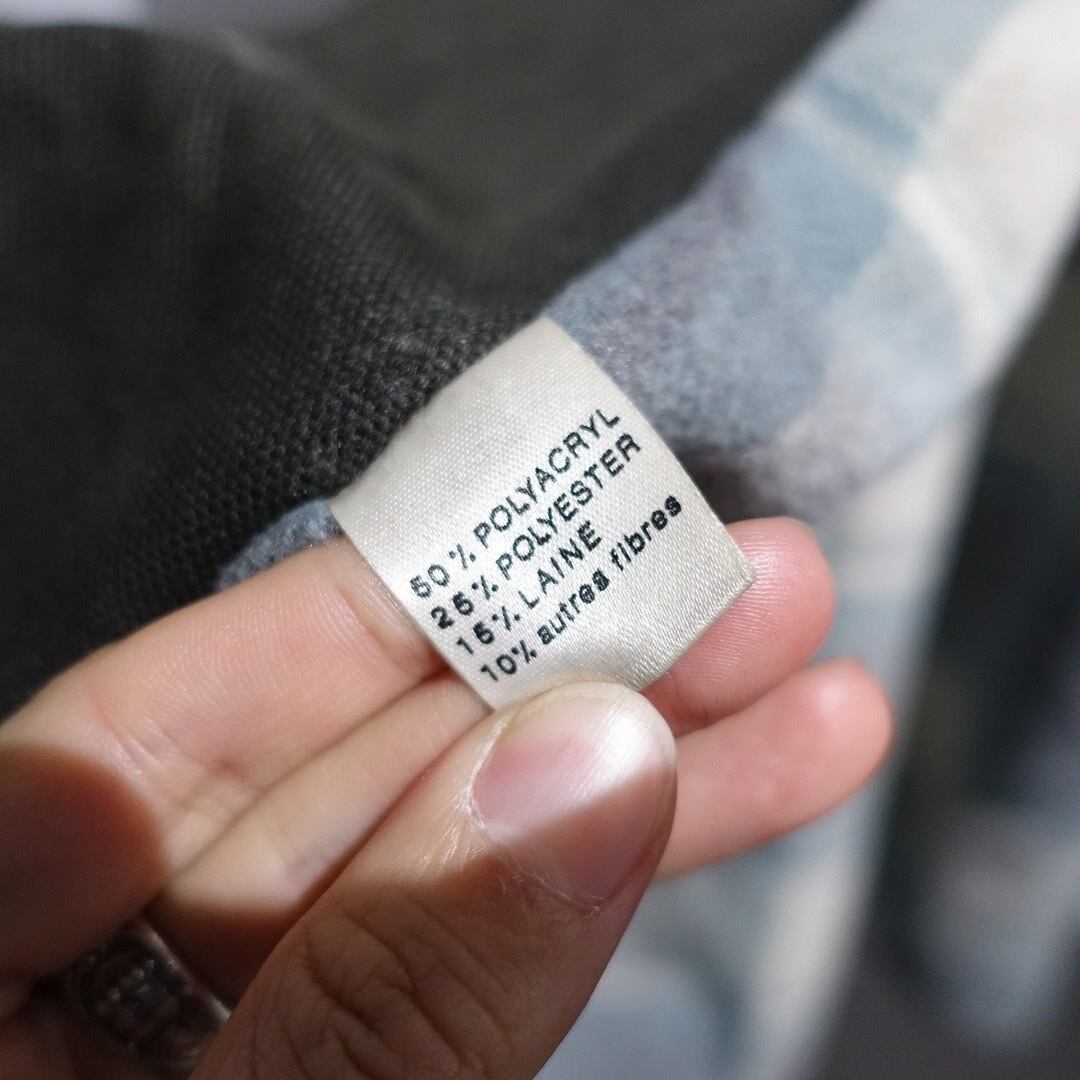 50% POLYACRYL
25% POLYESTER
15% LAINE
10% autres fibres